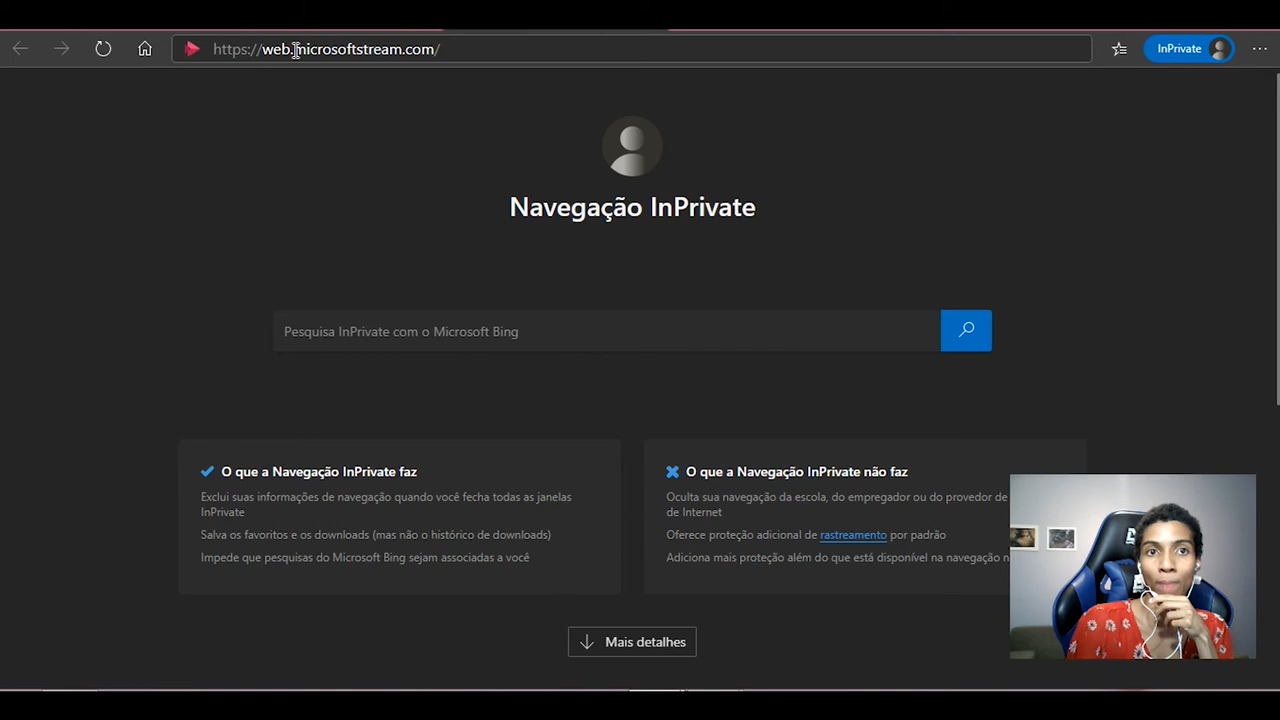 https://web.microsoftstream.com/
InPrivate
Navegação InPrivate
Pesquisa InPrivate com o Microsoft Bing
O que a Navegação InPrivate faz
Exclui suas informações de navegação quando você fecha todas as janelas
InPrivate
Salva os favoritos e os downloads (mas não o histórico de downloads)
Impede que pesquisas do Microsoft Bing sejam associadas a você
O que a Navegação InPrivate não faz
Oculta sua navegação da escola, do empregador ou do provedor de
de Internet
Oferece proteção adicional de rastreamento por padrão
Adiciona mais proteção além do que está disponível na navegação
Mais detalhes